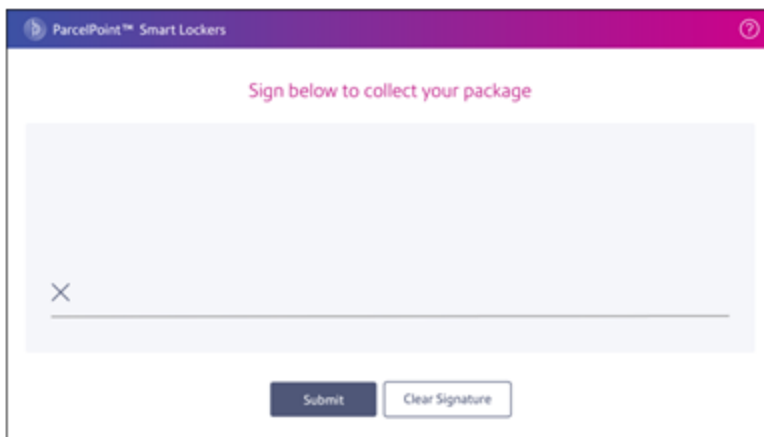 ParcelPoint™ Smart Lockers
?
Sign below to collect your package
X
Submit
Clear Signature